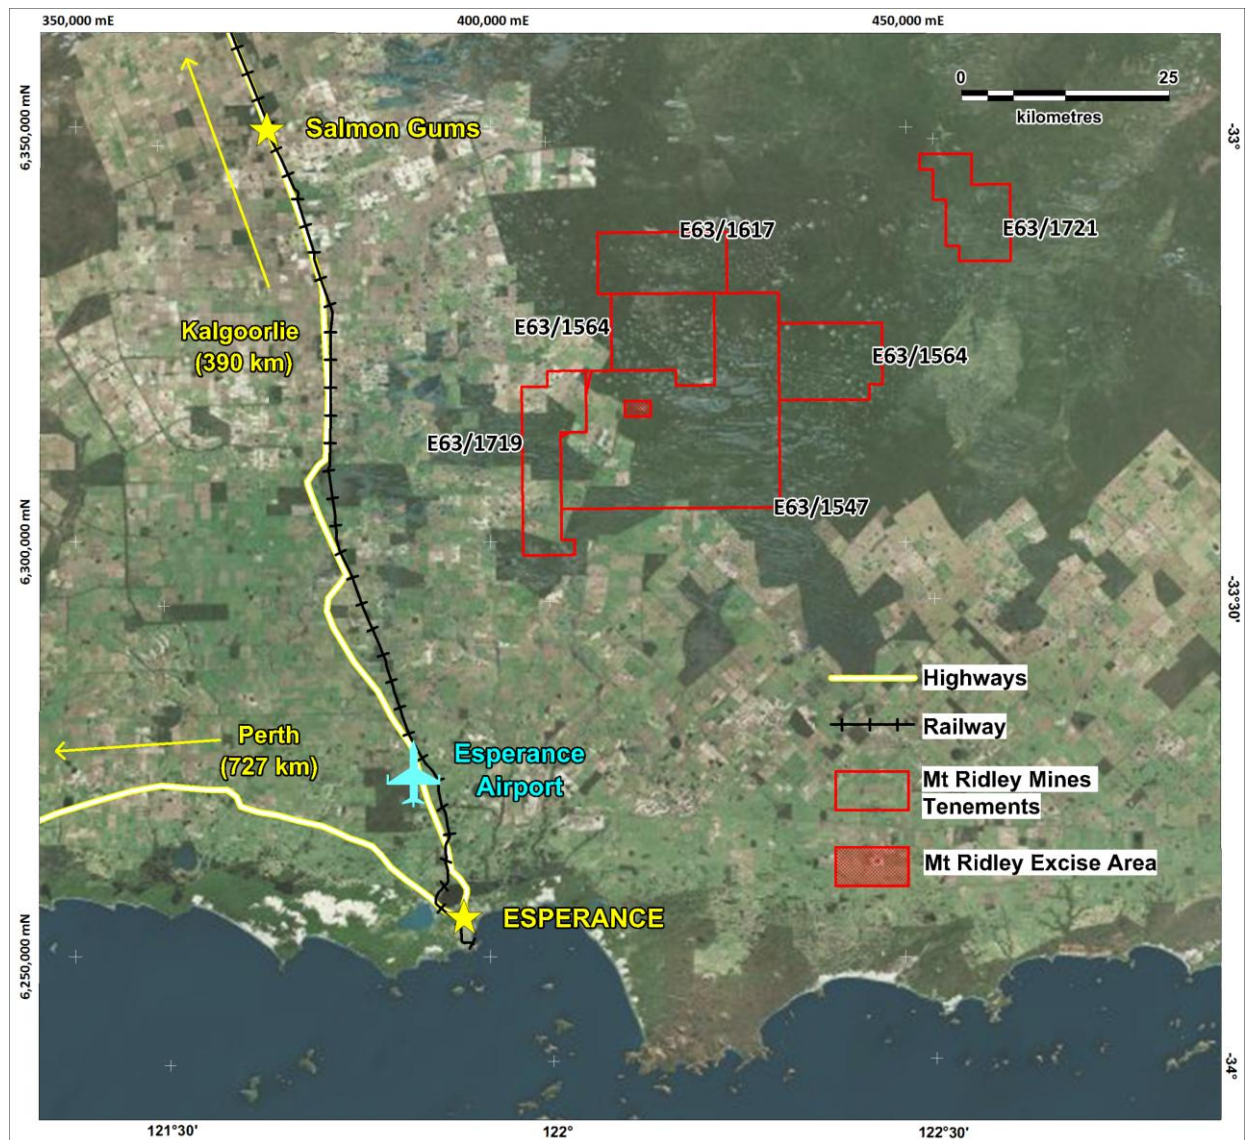 350,000 mE
400,000 mE
450,000 mE
0
25
kilometres
6,350,000 mN
-33°
Salmon Gums
E63/1617
E63/1721
Kalgoorlie
(390 km)
E63/1564
E63/1564
E63/1719
E63/1547
6,300,000 mN
-33°30'
Highways
Railway
Perth
(727 km)
Esperance
Airport
Mt Ridley Mines
Tenements
Mt Ridley Excise Area
ESPERANCE
6,250,000 mN
-34°
121°30'
122°
122°30'